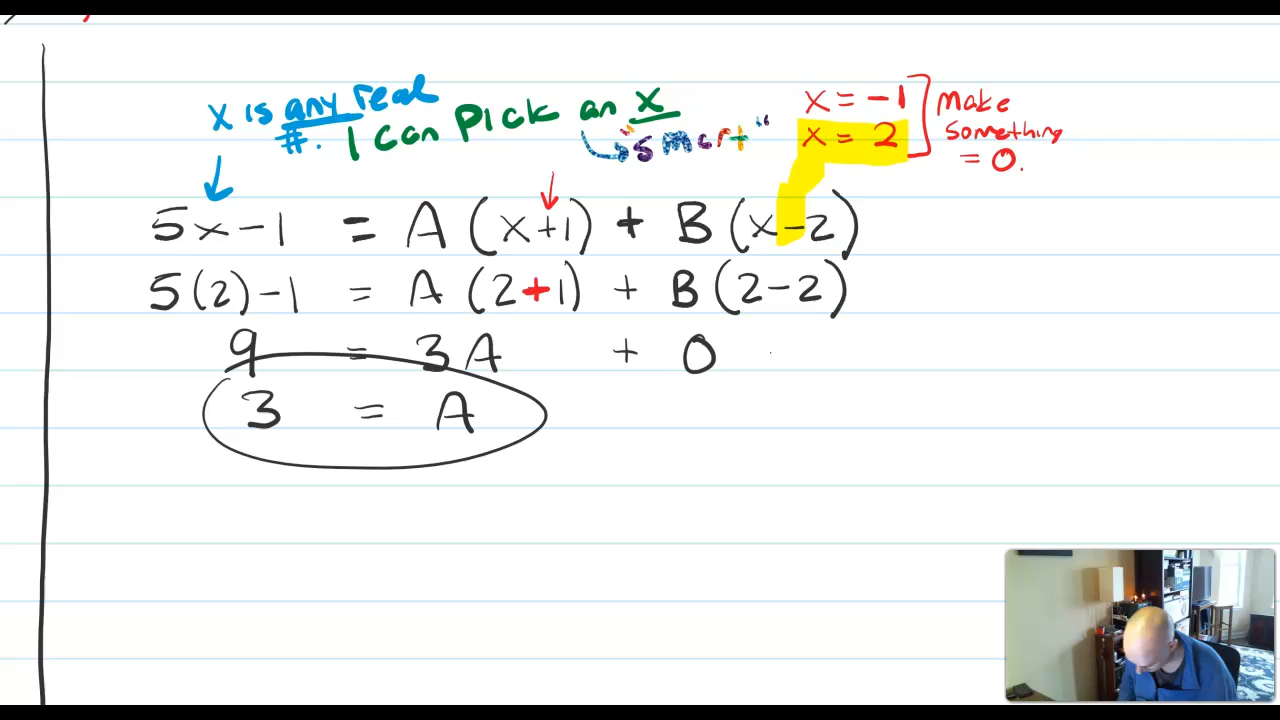 x is any real
#.
I can pick an x
"smart"
x = -1
x = 2
Make
something
= 0.
5x - 1 = A (x+1) + B (x-2)
5(2) - 1 = A (2+1) + B (2-2)
9 = 3A + 0
3 = A